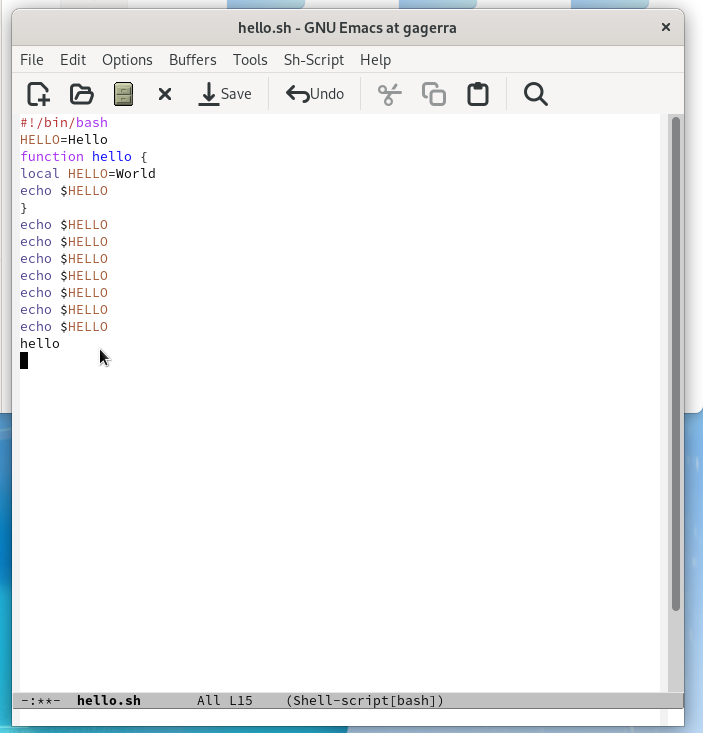 hello.sh - GNU Emacs at gagerra
File Edit Options Buffers Tools Sh-Script Help
Save Undo
#!/bin/bash
HELLO=Hello
function hello {
local HELLO=World
echo $HELLO
}
echo $HELLO
echo $HELLO
echo $HELLO
echo $HELLO
echo $HELLO
echo $HELLO
echo $HELLO
hello
-:**- hello.sh All L15 (Shell-script[bash])